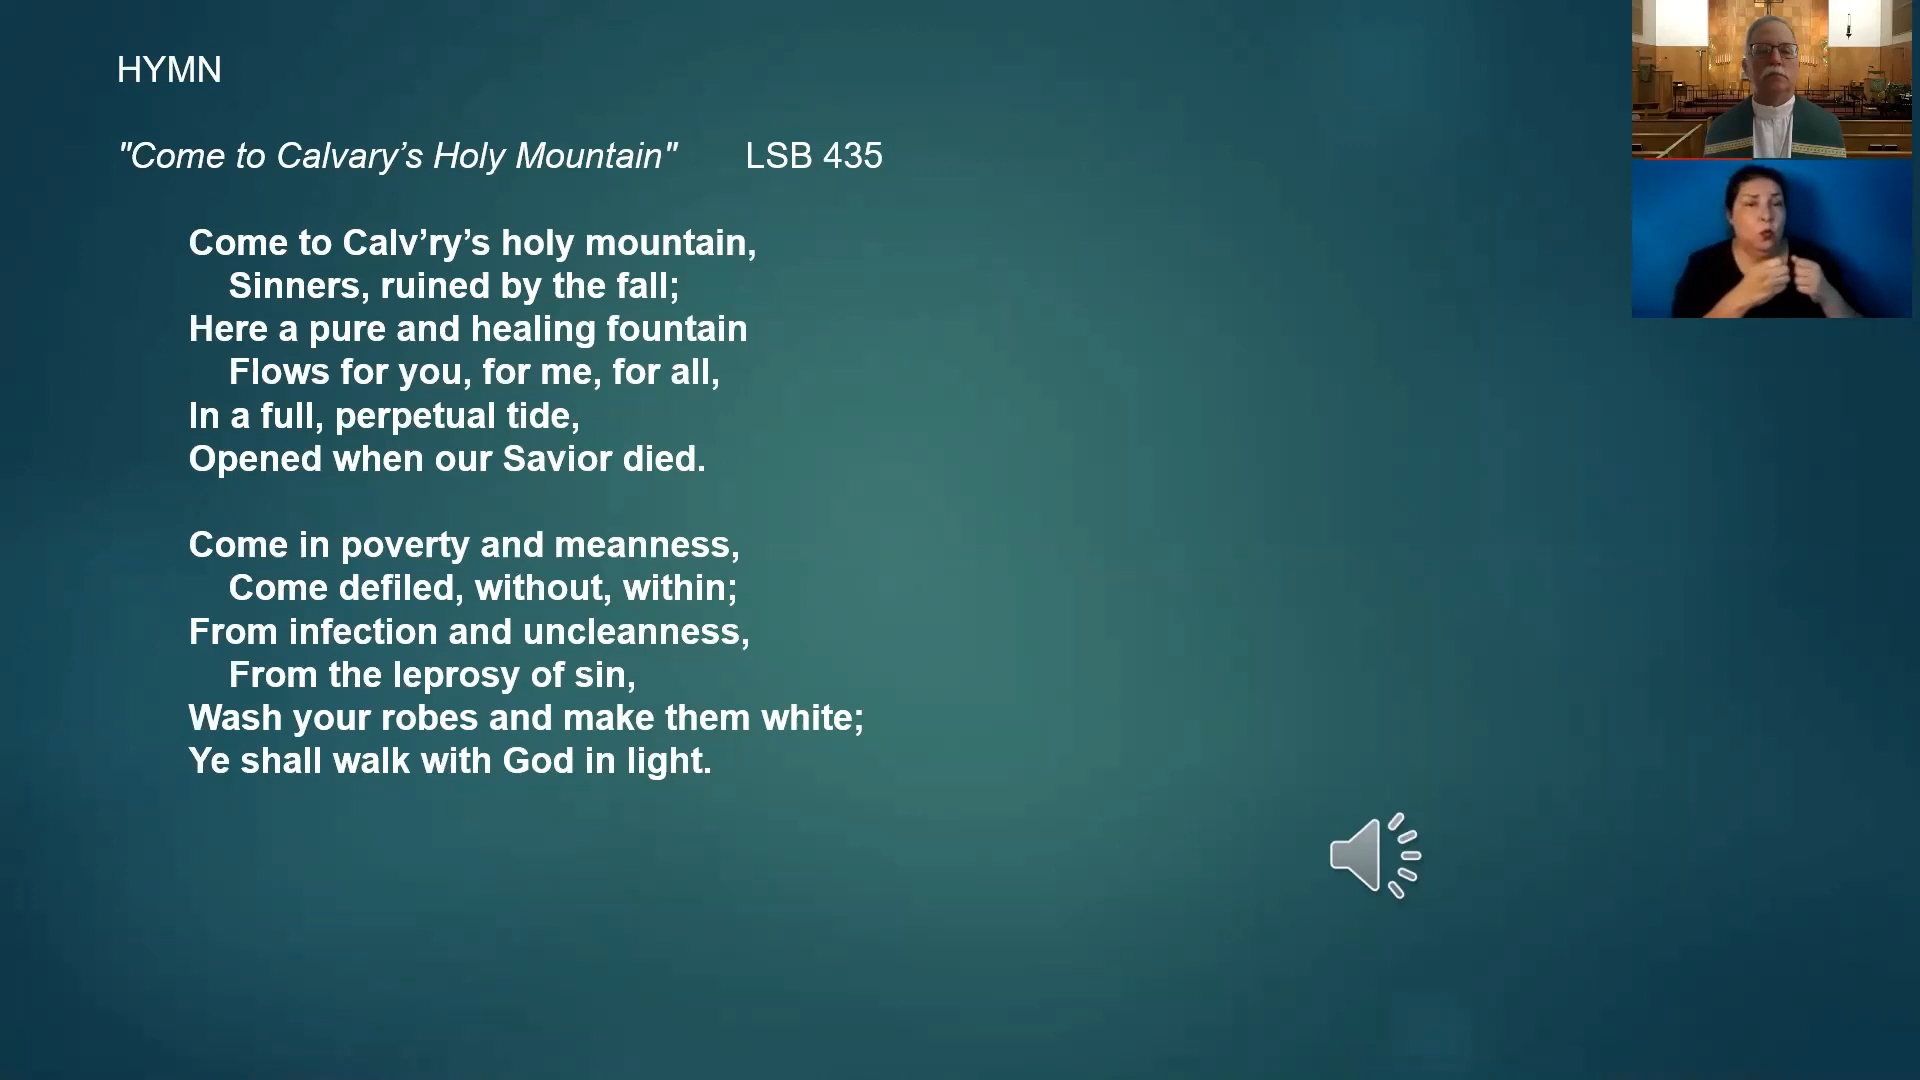 HYMN
"Come to Calvary’s Holy Mountain" LSB 435
Come to Calv’ry’s holy mountain,
Sinners, ruined by the fall;
Here a pure and healing fountain
Flows for you, for me, for all,
In a full, perpetual tide,
Opened when our Savior died.
Come in poverty and meanness,
Come defiled, without, within;
From infection and uncleanness,
From the leprosy of sin,
Wash your robes and make them white;
Ye shall walk with God in light.